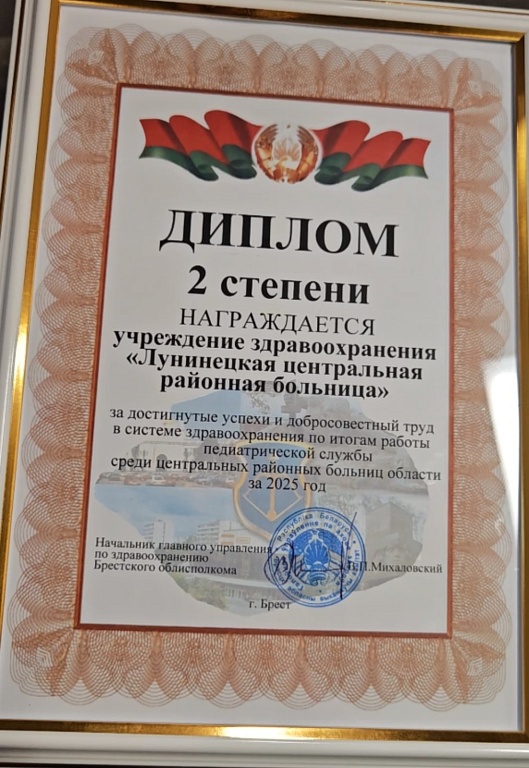 ДИПЛОМ
2 степени
НАГРАЖДАЕТСЯ
учреждение здравоохранения
«Лунинецкая центральная
районная больница»
за достигнутые успехи и добросовестный труд
в системе здравоохранения по итогам работы
педиатрической службы
среди центральных районных больниц области
за 2025 год
Начальник главного управления
по здравоохранению
Брестского облисполкома
В.П.Михаловский
г. Брест
Рэспубліка Беларусь